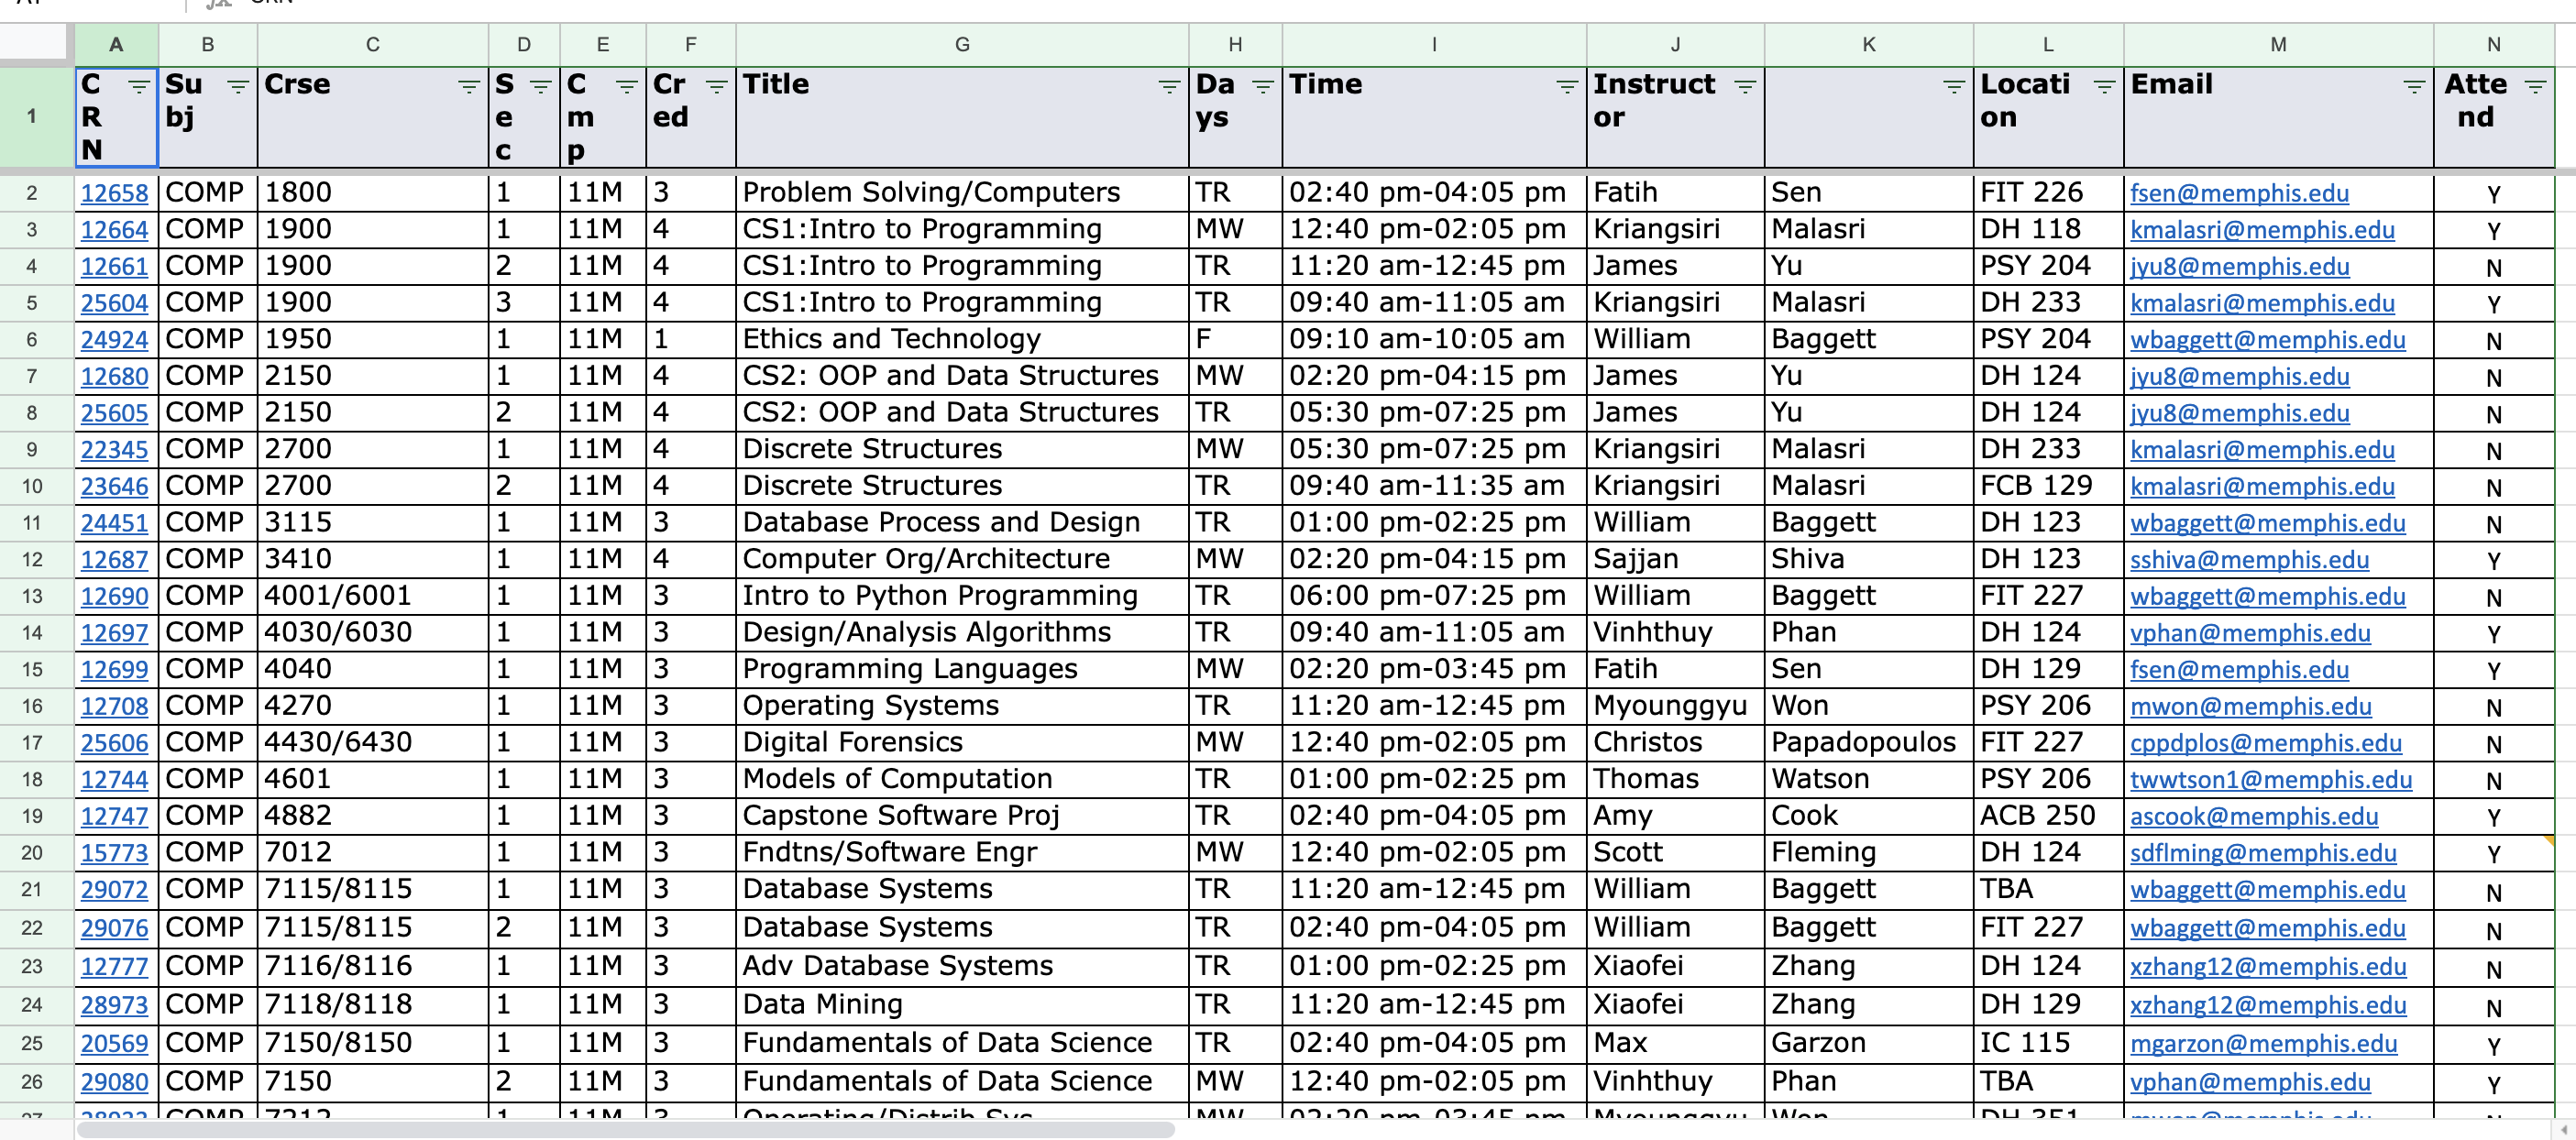 A B C D E F G H I J K L M N
1 CRN Subj Crse Sec Cmp Cred Title Days Time Instructor Location Email Attend
2 12658 COMP 1800 1 11M 3 Problem Solving/Computers TR 02:40 pm-04:05 pm Fatih Sen FIT 226 fsen@memphis.edu Y
3 12664 COMP 1900 1 11M 4 CS1:Intro to Programming MW 12:40 pm-02:05 pm Kriangsiri Malasri DH 118 kmalasri@memphis.edu Y
4 12661 COMP 1900 2 11M 4 CS1:Intro to Programming TR 11:20 am-12:45 pm James Yu PSY 204 jyu8@memphis.edu N
5 25604 COMP 1900 3 11M 4 CS1:Intro to Programming TR 09:40 am-11:05 am Kriangsiri Malasri DH 233 kmalasri@memphis.edu Y
6 24924 COMP 1950 1 11M 1 Ethics and Technology F 09:10 am-10:05 am William Baggett PSY 204 wbaggett@memphis.edu N
7 12680 COMP 2150 1 11M 4 CS2: OOP and Data Structures MW 02:20 pm-04:15 pm James Yu DH 124 jyu8@memphis.edu N
8 25605 COMP 2150 2 11M 4 CS2: OOP and Data Structures TR 05:30 pm-07:25 pm James Yu DH 124 jyu8@memphis.edu N
9 22345 COMP 2700 1 11M 4 Discrete Structures MW 05:30 pm-07:25 pm Kriangsiri Malasri DH 233 kmalasri@memphis.edu N
10 23646 COMP 2700 2 11M 4 Discrete Structures TR 09:40 am-11:35 am Kriangsiri Malasri FCB 129 kmalasri@memphis.edu N
11 24451 COMP 3115 1 11M 3 Database Process and Design TR 01:00 pm-02:25 pm William Baggett DH 123 wbaggett@memphis.edu N
12 12687 COMP 3410 1 11M 4 Computer Org/Architecture MW 02:20 pm-04:15 pm Sajjan Shiva DH 123 sshiva@memphis.edu Y
13 12690 COMP 4001/6001 1 11M 3 Intro to Python Programming TR 06:00 pm-07:25 pm William Baggett FIT 227 wbaggett@memphis.edu N
14 12697 COMP 4030/6030 1 11M 3 Design/Analysis Algorithms TR 09:40 am-11:05 am Vinhthuy Phan DH 124 vphan@memphis.edu Y
15 12699 COMP 4040 1 11M 3 Programming Languages MW 02:20 pm-03:45 pm Fatih Sen DH 129 fsen@memphis.edu Y
16 12708 COMP 4270 1 11M 3 Operating Systems TR 11:20 am-12:45 pm Myounggyu Won PSY 206 mwon@memphis.edu N
17 25606 COMP 4430/6430 1 11M 3 Digital Forensics MW 12:40 pm-02:05 pm Christos Papadopoulos FIT 227 cppdplos@memphis.edu N
18 12744 COMP 4601 1 11M 3 Models of Computation TR 01:00 pm-02:25 pm Thomas Watson PSY 206 twwtson1@memphis.edu N
19 12747 COMP 4882 1 11M 3 Capstone Software Proj TR 02:40 pm-04:05 pm Amy Cook ACB 250 ascook@memphis.edu Y
20 15773 COMP 7012 1 11M 3 Fndtns/Software Engr MW 12:40 pm-02:05 pm Scott Fleming DH 124 sdflming@memphis.edu Y
21 29072 COMP 7115/8115 1 11M 3 Database Systems TR 11:20 am-12:45 pm William Baggett TBA wbaggett@memphis.edu N
22 29076 COMP 7115/8115 2 11M 3 Database Systems TR 02:40 pm-04:05 pm William Baggett FIT 227 wbaggett@memphis.edu N
23 12777 COMP 7116/8116 1 11M 3 Adv Database Systems TR 01:00 pm-02:25 pm Xiaofei Zhang DH 124 xzhang12@memphis.edu N
24 28973 COMP 7118/8118 1 11M 3 Data Mining TR 11:20 am-12:45 pm Xiaofei Zhang DH 129 xzhang12@memphis.edu N
25 20569 COMP 7150/8150 1 11M 3 Fundamentals of Data Science TR 02:40 pm-04:05 pm Max Garzon IC 115 mgarzon@memphis.edu Y
26 29080 COMP 7150 2 11M 3 Fundamentals of Data Science MW 12:40 pm-02:05 pm Vinhthuy Phan TBA vphan@memphis.edu Y